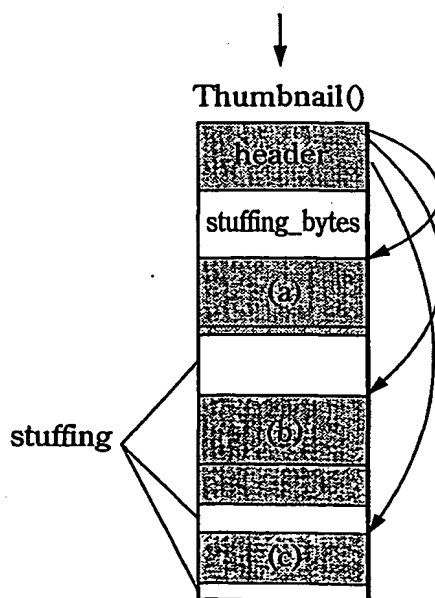 Thumbnail()
header
stuffing_bytes
(a)
(b)
stuffing
(c)